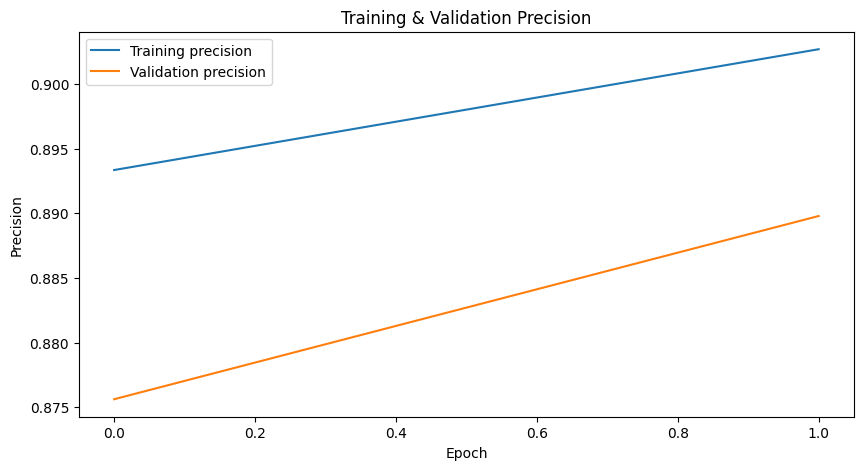 Training & Validation Precision
Training precision
Validation precision
Precision
0.900
0.895
0.890
0.885
0.880
0.875
0.0 0.2 0.4 0.6 0.8 1.0
Epoch